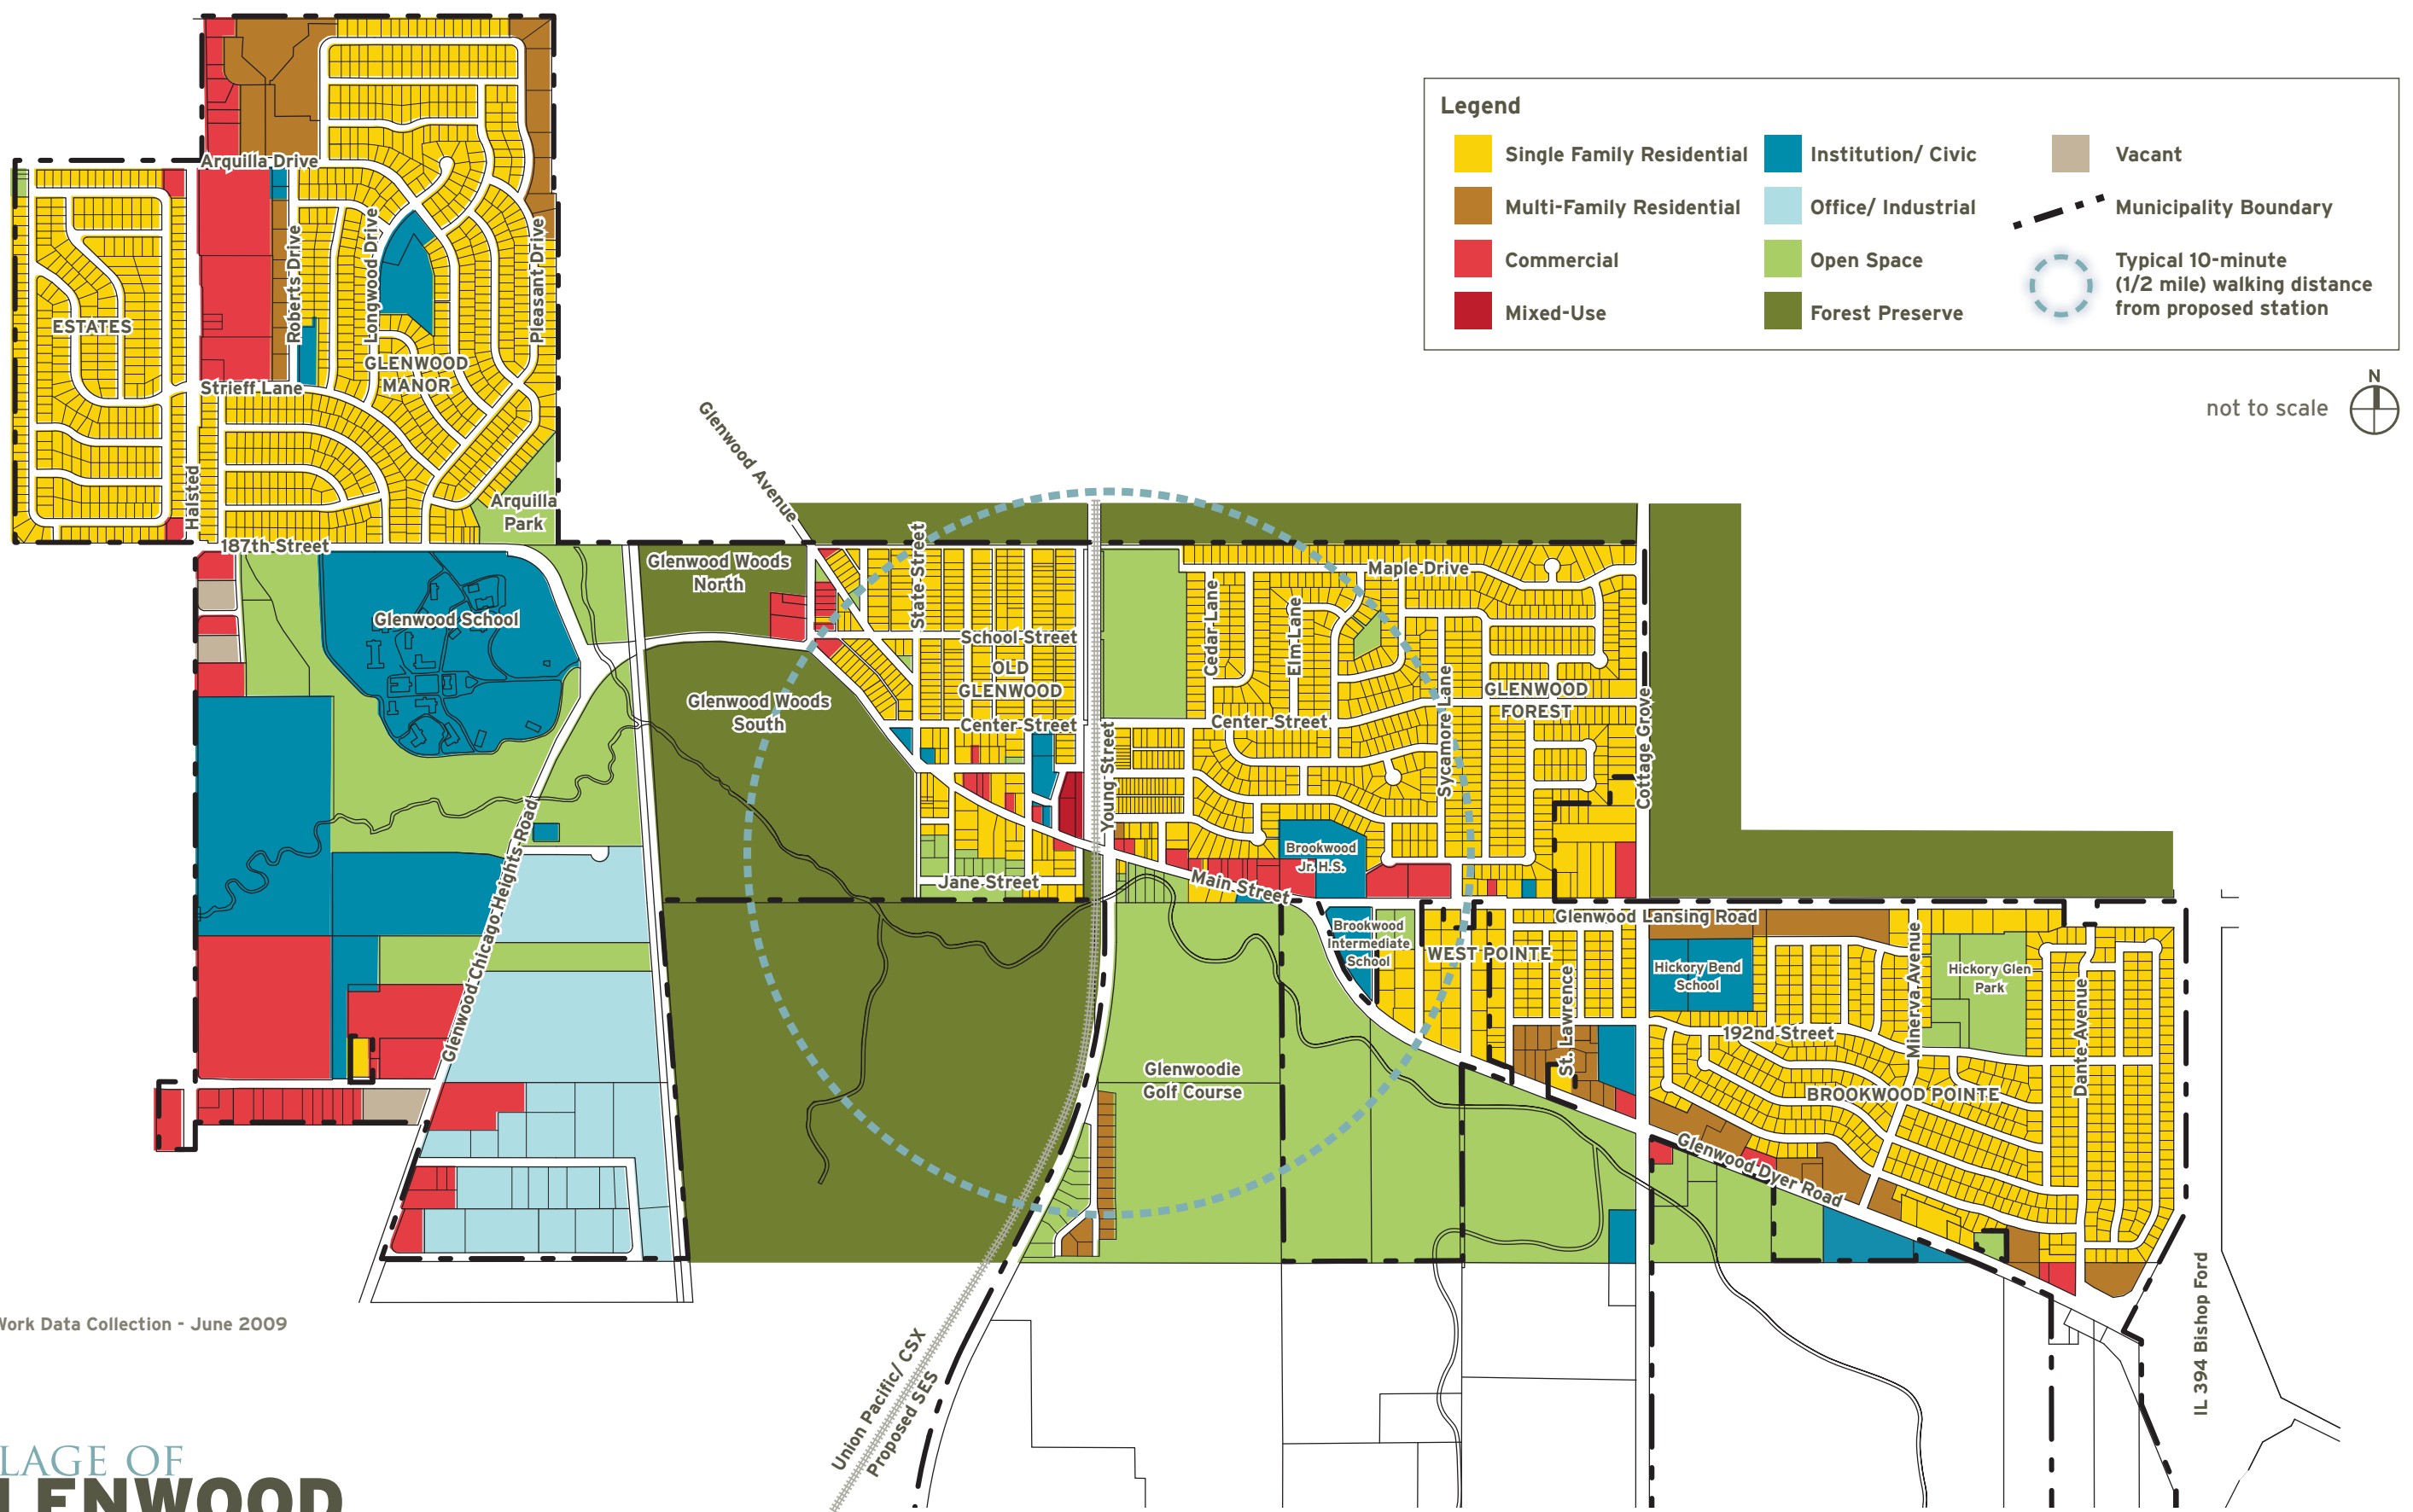 Legend
Single Family Residential
Multi-Family Residential
Commercial
Mixed-Use
Institution/ Civic
Office/ Industrial
Open Space
Forest Preserve
Vacant
Municipality Boundary
Typical 10-minute
(1/2 mile) walking distance
from proposed station
N
not to scale
Arquilla Drive
Roberts Drive
Longwood Drive
Pleasant Drive
ESTATES
GLENWOOD
MANOR
Strieff Lane
Halsted
Arquilla
Park
187th Street
Glenwood Avenue
Glenwood School
Glenwood Woods
North
State Street
School Street
OLD
GLENWOOD
Center Street
Glenwood Woods
South
Young Street
Maple Drive
Cedar Lane
Elm Lane
Center Street
Sycamore Lane
GLENWOOD
FOREST
Cottage Grove
Glenwood-Chicago Heights Road
Jane Street
Main Street
Brookwood
Jr. H.S.
Brookwood
Intermediate
School
Glenwood Lansing Road
WEST POINTE
St. Lawrence
Hickory Bend
School
Minerva Avenue
Hickory Glen
Park
Dante Avenue
192nd Street
BROOKWOOD POINTE
Glenwoodie
Golf Course
Glenwood Dyer Road
IL 394 Bishop Ford
Union Pacific/ CSX
Proposed SES
Work Data Collection - June 2009
LAGE OF
LENWOOD